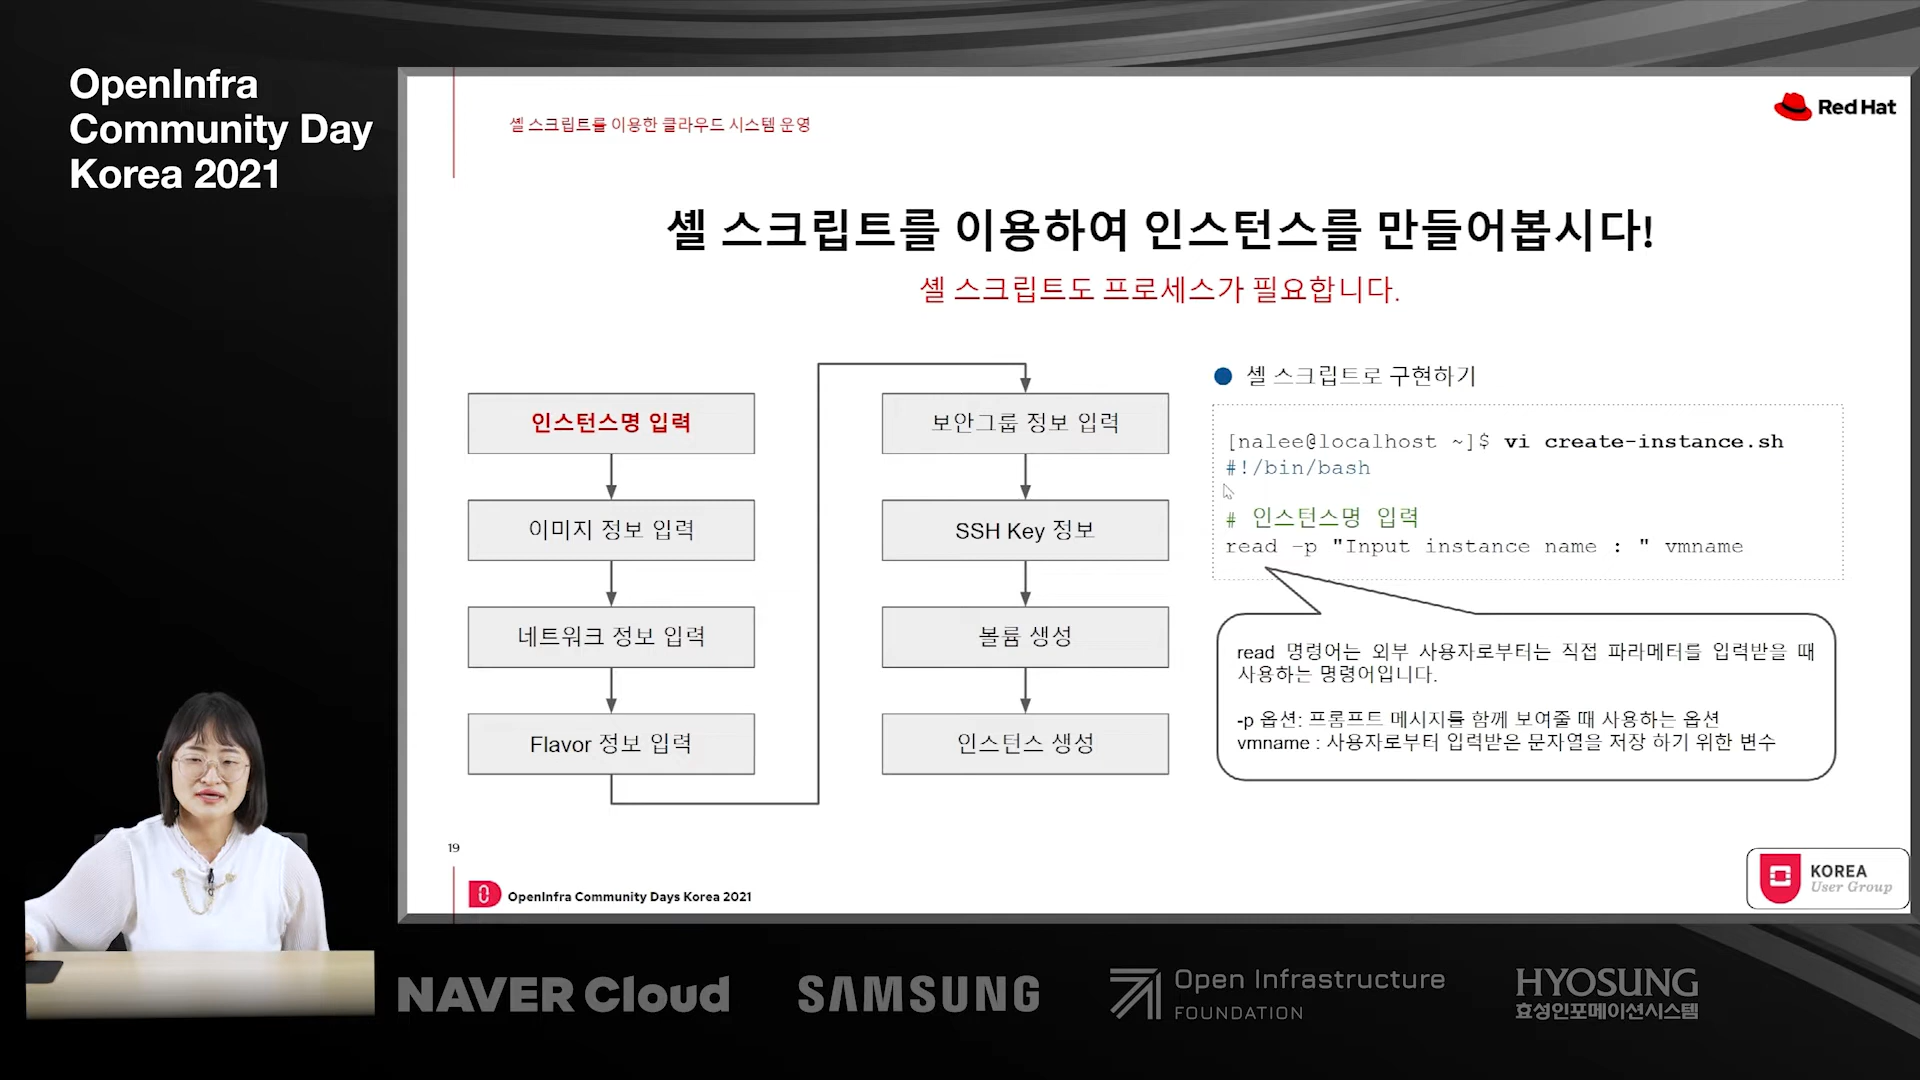 OpenInfra
Community Day
Korea 2021
셸 스크립트를 이용한 클라우드 시스템 운영
Red Hat
셸 스크립트를 이용하여 인스턴스를 만들어봅시다!
셸 스크립트도 프로세스가 필요합니다.
인스턴스명 입력
이미지 정보 입력
네트워크 정보 입력
Flavor 정보 입력
보안그룹 정보 입력
SSH Key 정보
볼륨 생성
인스턴스 생성
셸 스크립트로 구현하기
[nalee@localhost ~]$ vi create-instance.sh
#!/bin/bash
# 인스턴스명 입력
read –p "Input instance name : " vmname
read 명령어는 외부 사용자로부터는 직접 파라메터를 입력받을 때
사용하는 명령어입니다.
-p 옵션: 프롬프트 메시지를 함께 보여줄 때 사용하는 옵션
vmname : 사용자로부터 입력받은 문자열을 저장 하기 위한 변수
19
OpenInfra Community Days Korea 2021
KOREA
User Group
NAVER Cloud
SAMSUNG
Open Infrastructure
FOUNDATION
HYOSUNG
효성인포메이션시스템